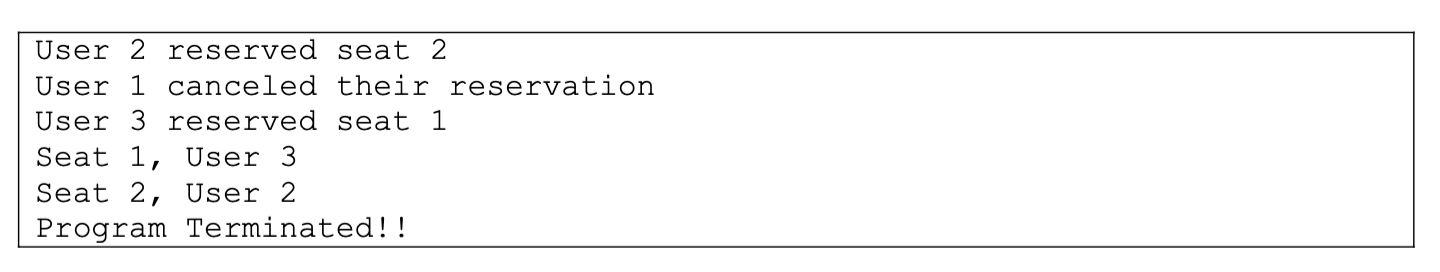 User 2 reserved seat 2
User 1 canceled their reservation
User 3 reserved seat 1
Seat 1, User 3
Seat 2, User 2
Program Terminated!!